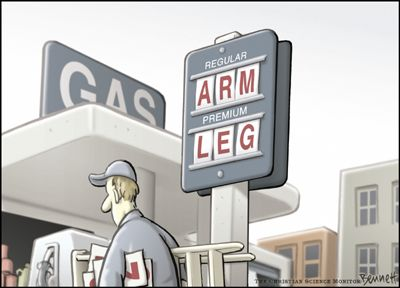 GAS
REGULAR
ARM
PREMIUM
LEG
THE CHRISTIAN SCIENCE MONITOR
BENNETT